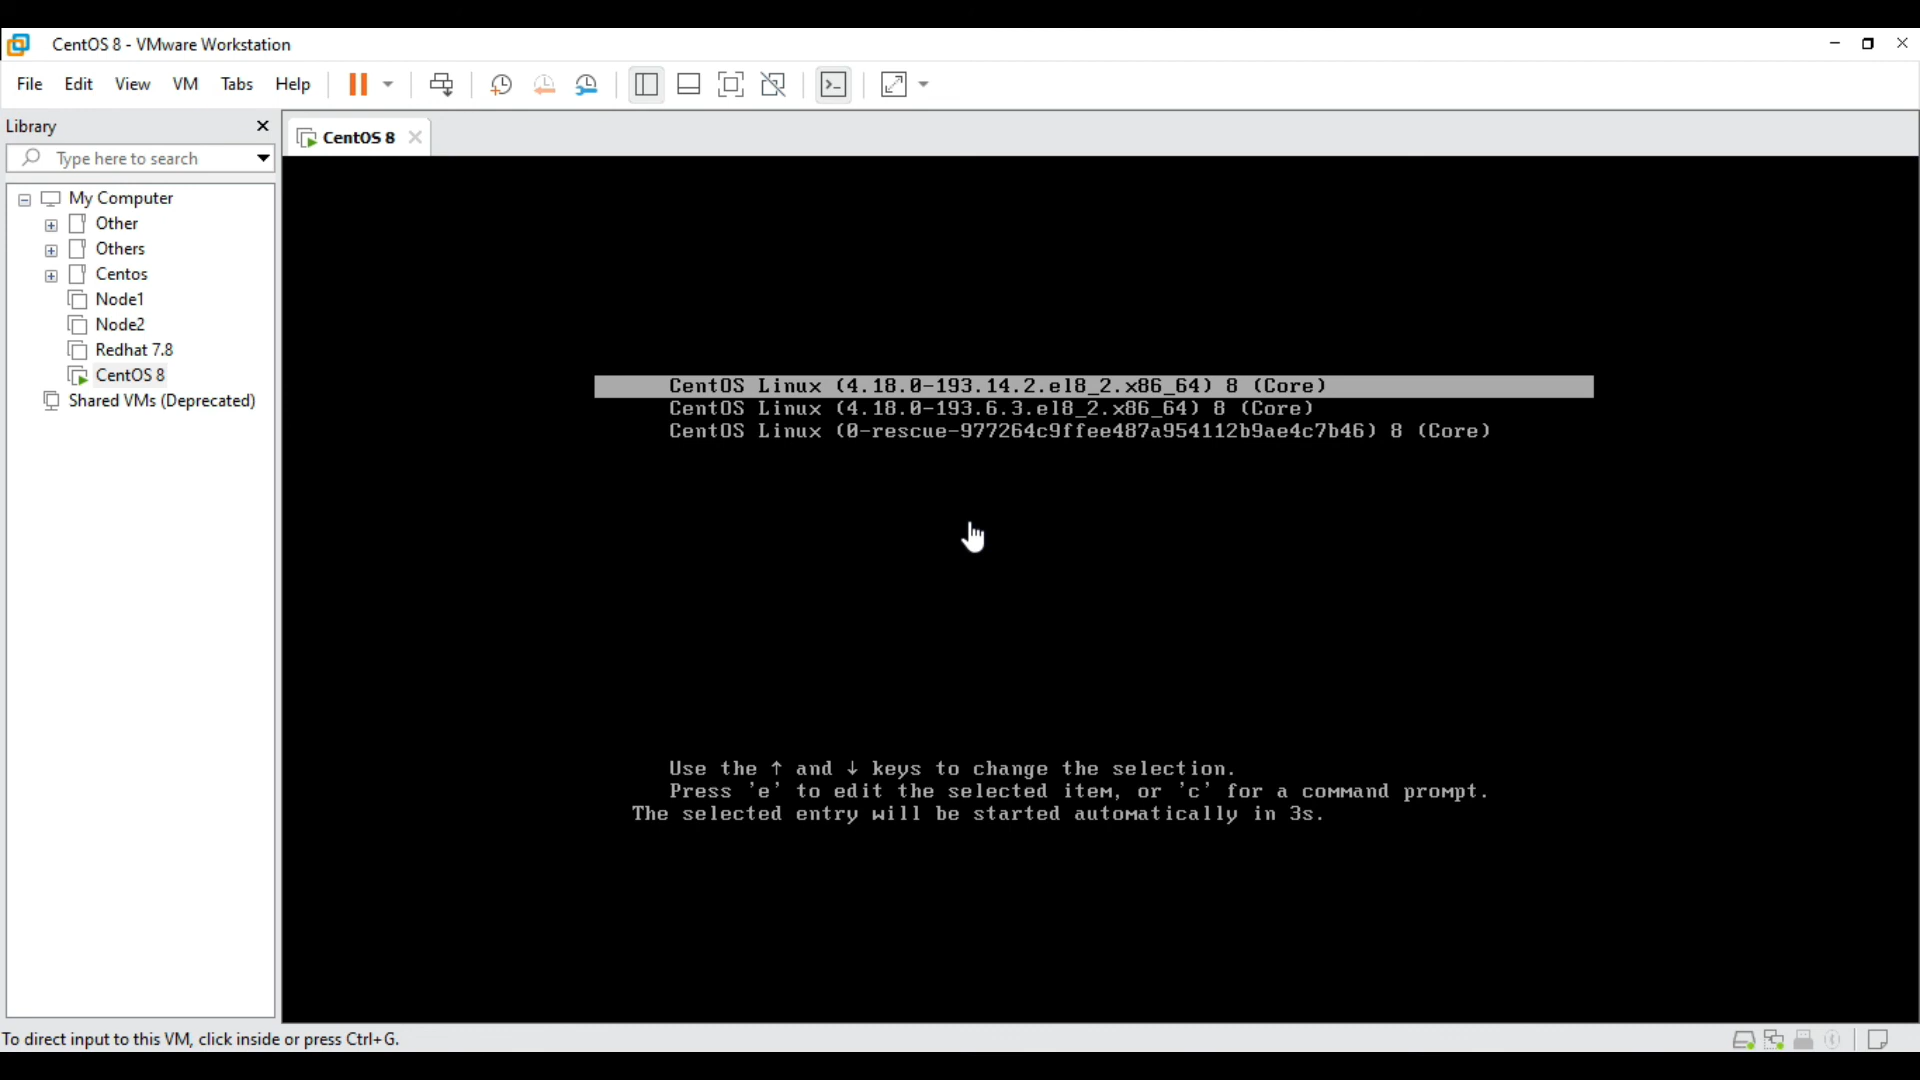 CentOS 8 - VMware Workstation
File Edit View VM Tabs Help
Library
Type here to search
CentOS 8
My Computer
Other
Others
Centos
Node1
Node2
Redhat 7.8
CentOS 8
Shared VMs (Deprecated)
CentOS Linux (4.18.0-193.14.2.el8_2.x86_64) 8 (Core)
CentOS Linux (4.18.0-193.6.3.el8_2.x86_64) 8 (Core)
CentOS Linux (0-rescue-977264c9ffee487a954112b9ae4c7b46) 8 (Core)
Use the ↑ and ↓ keys to change the selection.
Press 'e' to edit the selected item, or 'c' for a command prompt.
The selected entry will be started automatically in 3s.
To direct input to this VM, click inside or press Ctrl+G.